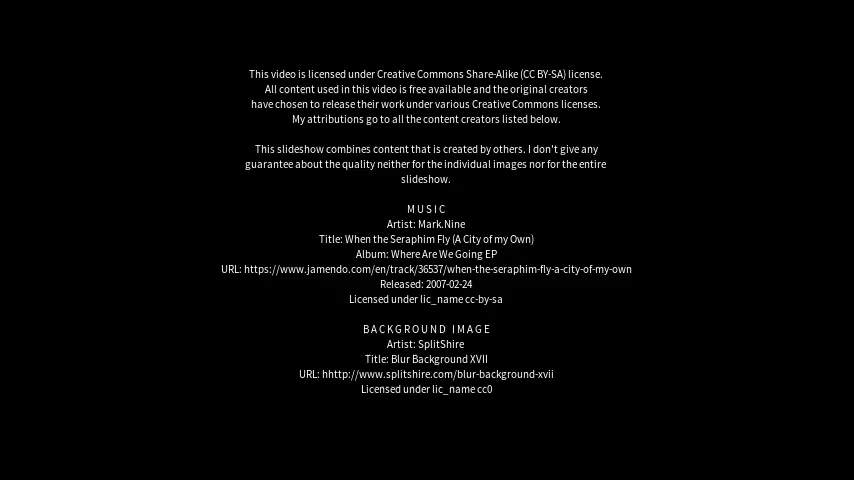 This video is licensed under Creative Commons Share-Alike (CC BY-SA) license.
All content used in this video is free available and the original creators
have chosen to release their work under various Creative Commons licenses.
My attributions go to all the content creators listed below.
This slideshow combines content that is created by others. I don't give any
guarantee about the quality neither for the individual images nor for the entire
slideshow.
M U S I C
Artist: Mark.Nine
Title: When the Seraphim Fly (A City of my Own)
Album: Where Are We Going EP
URL: https://www.jamendo.com/en/track/36537/when-the-seraphim-fly-a-city-of-my-own
Released: 2007-02-24
Licensed under lic_name cc-by-sa
B A C K G R O U N D   I M A G E
Artist: SplitShire
Title: Blur Background XVII
URL: hhttp://www.splitshire.com/blur-background-xvii
Licensed under lic_name cc0